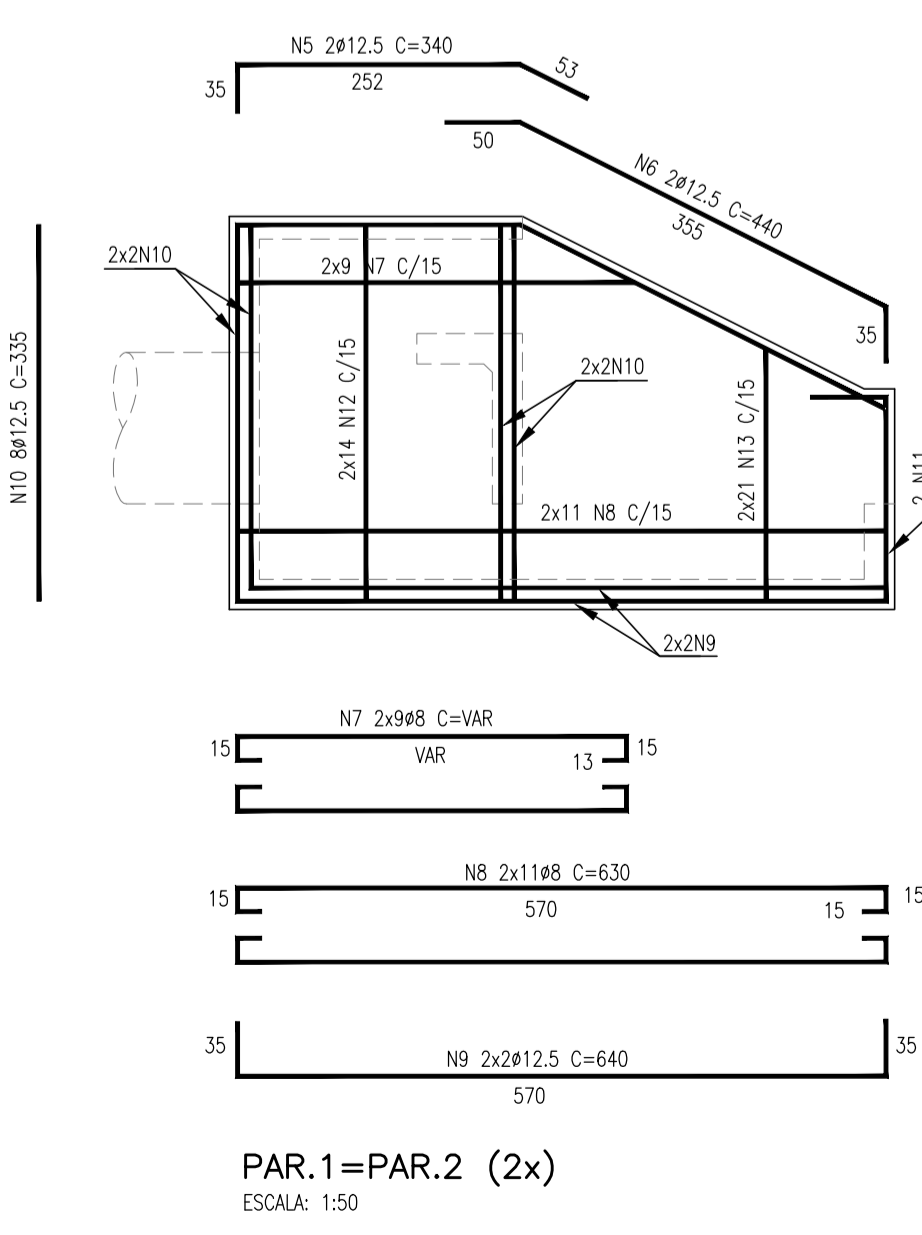 N5 2ø12.5 C=340
252
35
53
50
N6 2ø12.5 C=440
355
35
2x2N10
2x9 N7 C/15
N10 8ø12.5 C=335
2x14 N12 C/15
2x2N10
2x21 N13 C/15
2x11 N8 C/15
2 N11
2x2N9
N7 2x9ø8 C=VAR
15
VAR
13
15
N8 2x11ø8 C=630
15
570
15
15
35
N9 2x2ø12.5 C=640
35
570
PAR.1=PAR.2 (2x)
ESCALA: 1:50